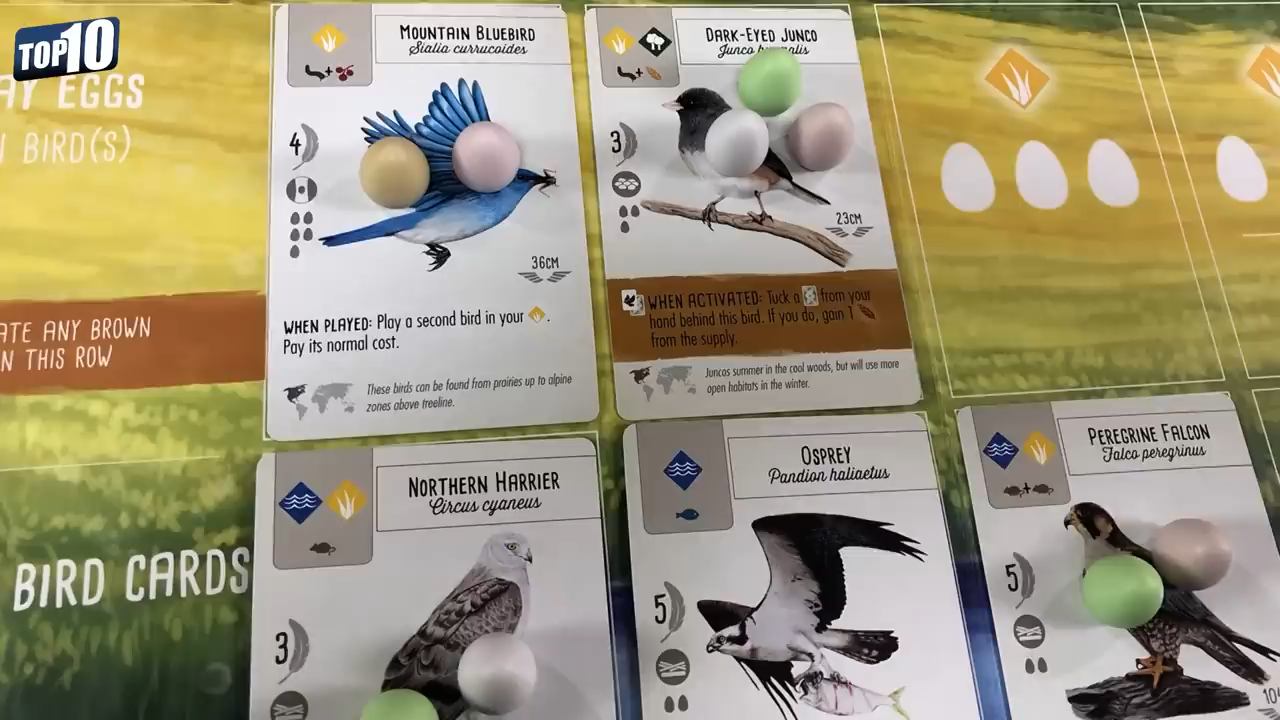 TOP10
AY EGGS
N BIRD(S)
ATE ANY BROWN
N THIS ROW
BIRD CARDS
MOUNTAIN BLUEBIRD
Sialia currucoides
4
36CM
WHEN PLAYED: Play a second bird in your .
Pay its normal cost.
These birds can be found from prairies up to alpine
zones above treeline.
DARK-EYED JUNCO
Junco
3
23CM
WHEN ACTIVATED: Tuck a from your
hand behind this bird. If you do, gain 1
from the supply.
Juncos summer in the cool woods, but will use more
open habitats in the winter.
NORTHERN HARRIER
Circus cyaneus
3
OSPREY
Pandion haliaetus
5
PEREGRINE FALCON
Falco peregrinus
5